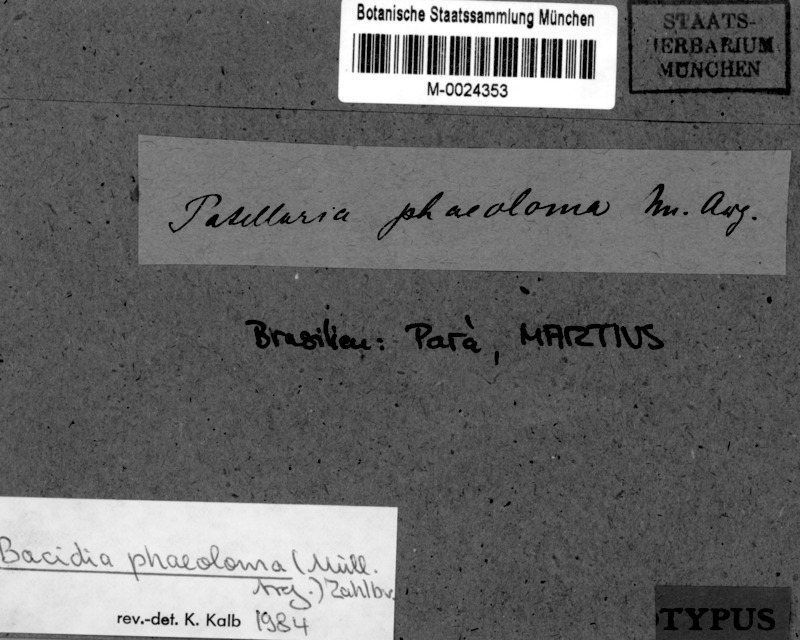 Botanische Staatssammlung München
M-0024353
STAATS-
HERBARIUM
MÜNCHEN
Patellaria phaeoloma M. Arg.
Brasilien: Parà, MARTIUS
Bacidia phaeoloma (Müll.
Arg.) Zahlbr.
rev.-det. K. Kalb 1984
TYPUS